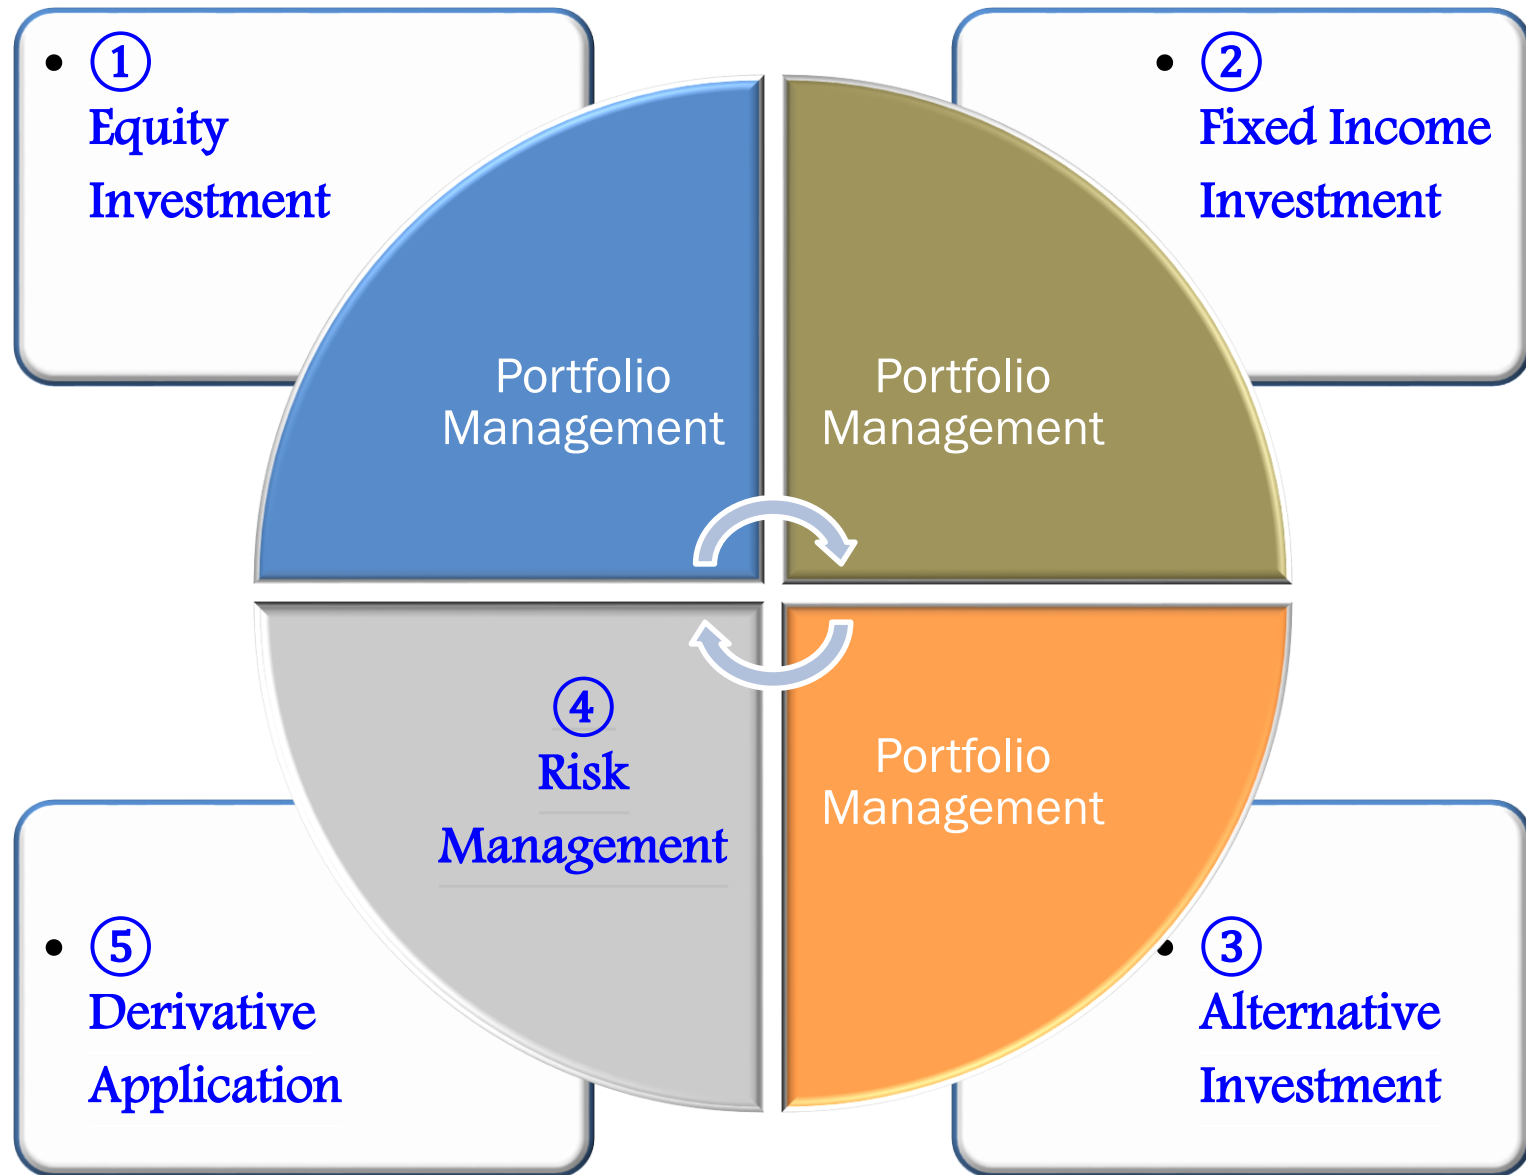 • ①
Equity
Investment
• ②
Fixed Income
Investment
Portfolio
Management
Portfolio
Management
④
Risk
Management
Portfolio
Management
• ⑤
Derivative
Application
• ③
Alternative
Investment